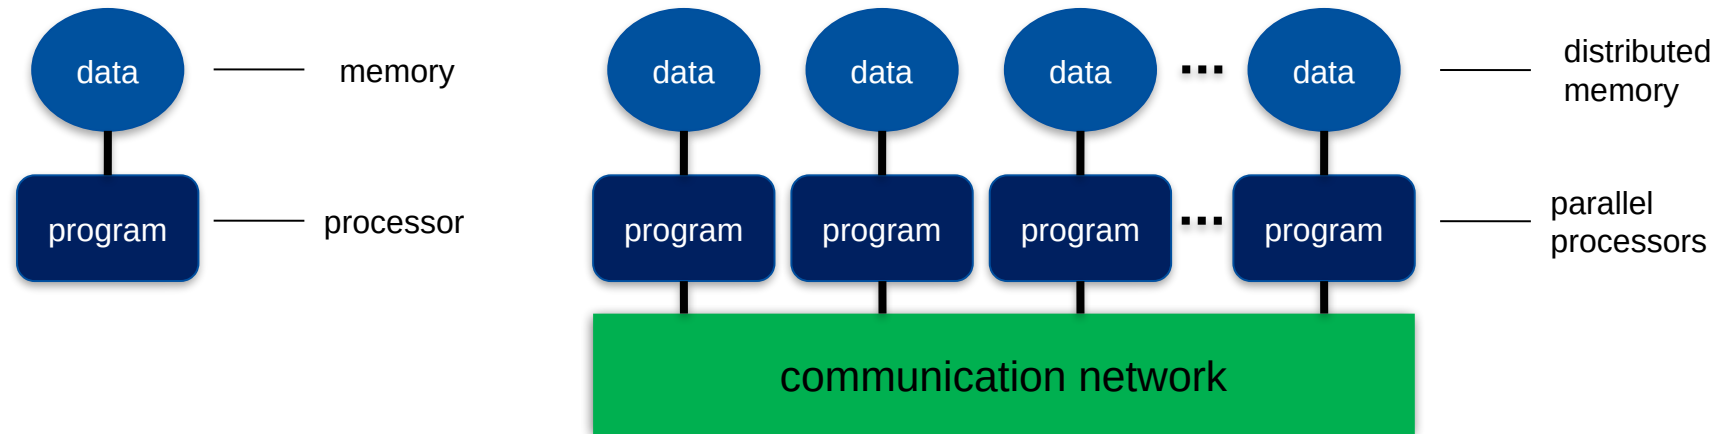 data
memory
data
data
data
...
data
distributed
memory
program
processor
program
program
program
...
program
parallel
processors
communication network